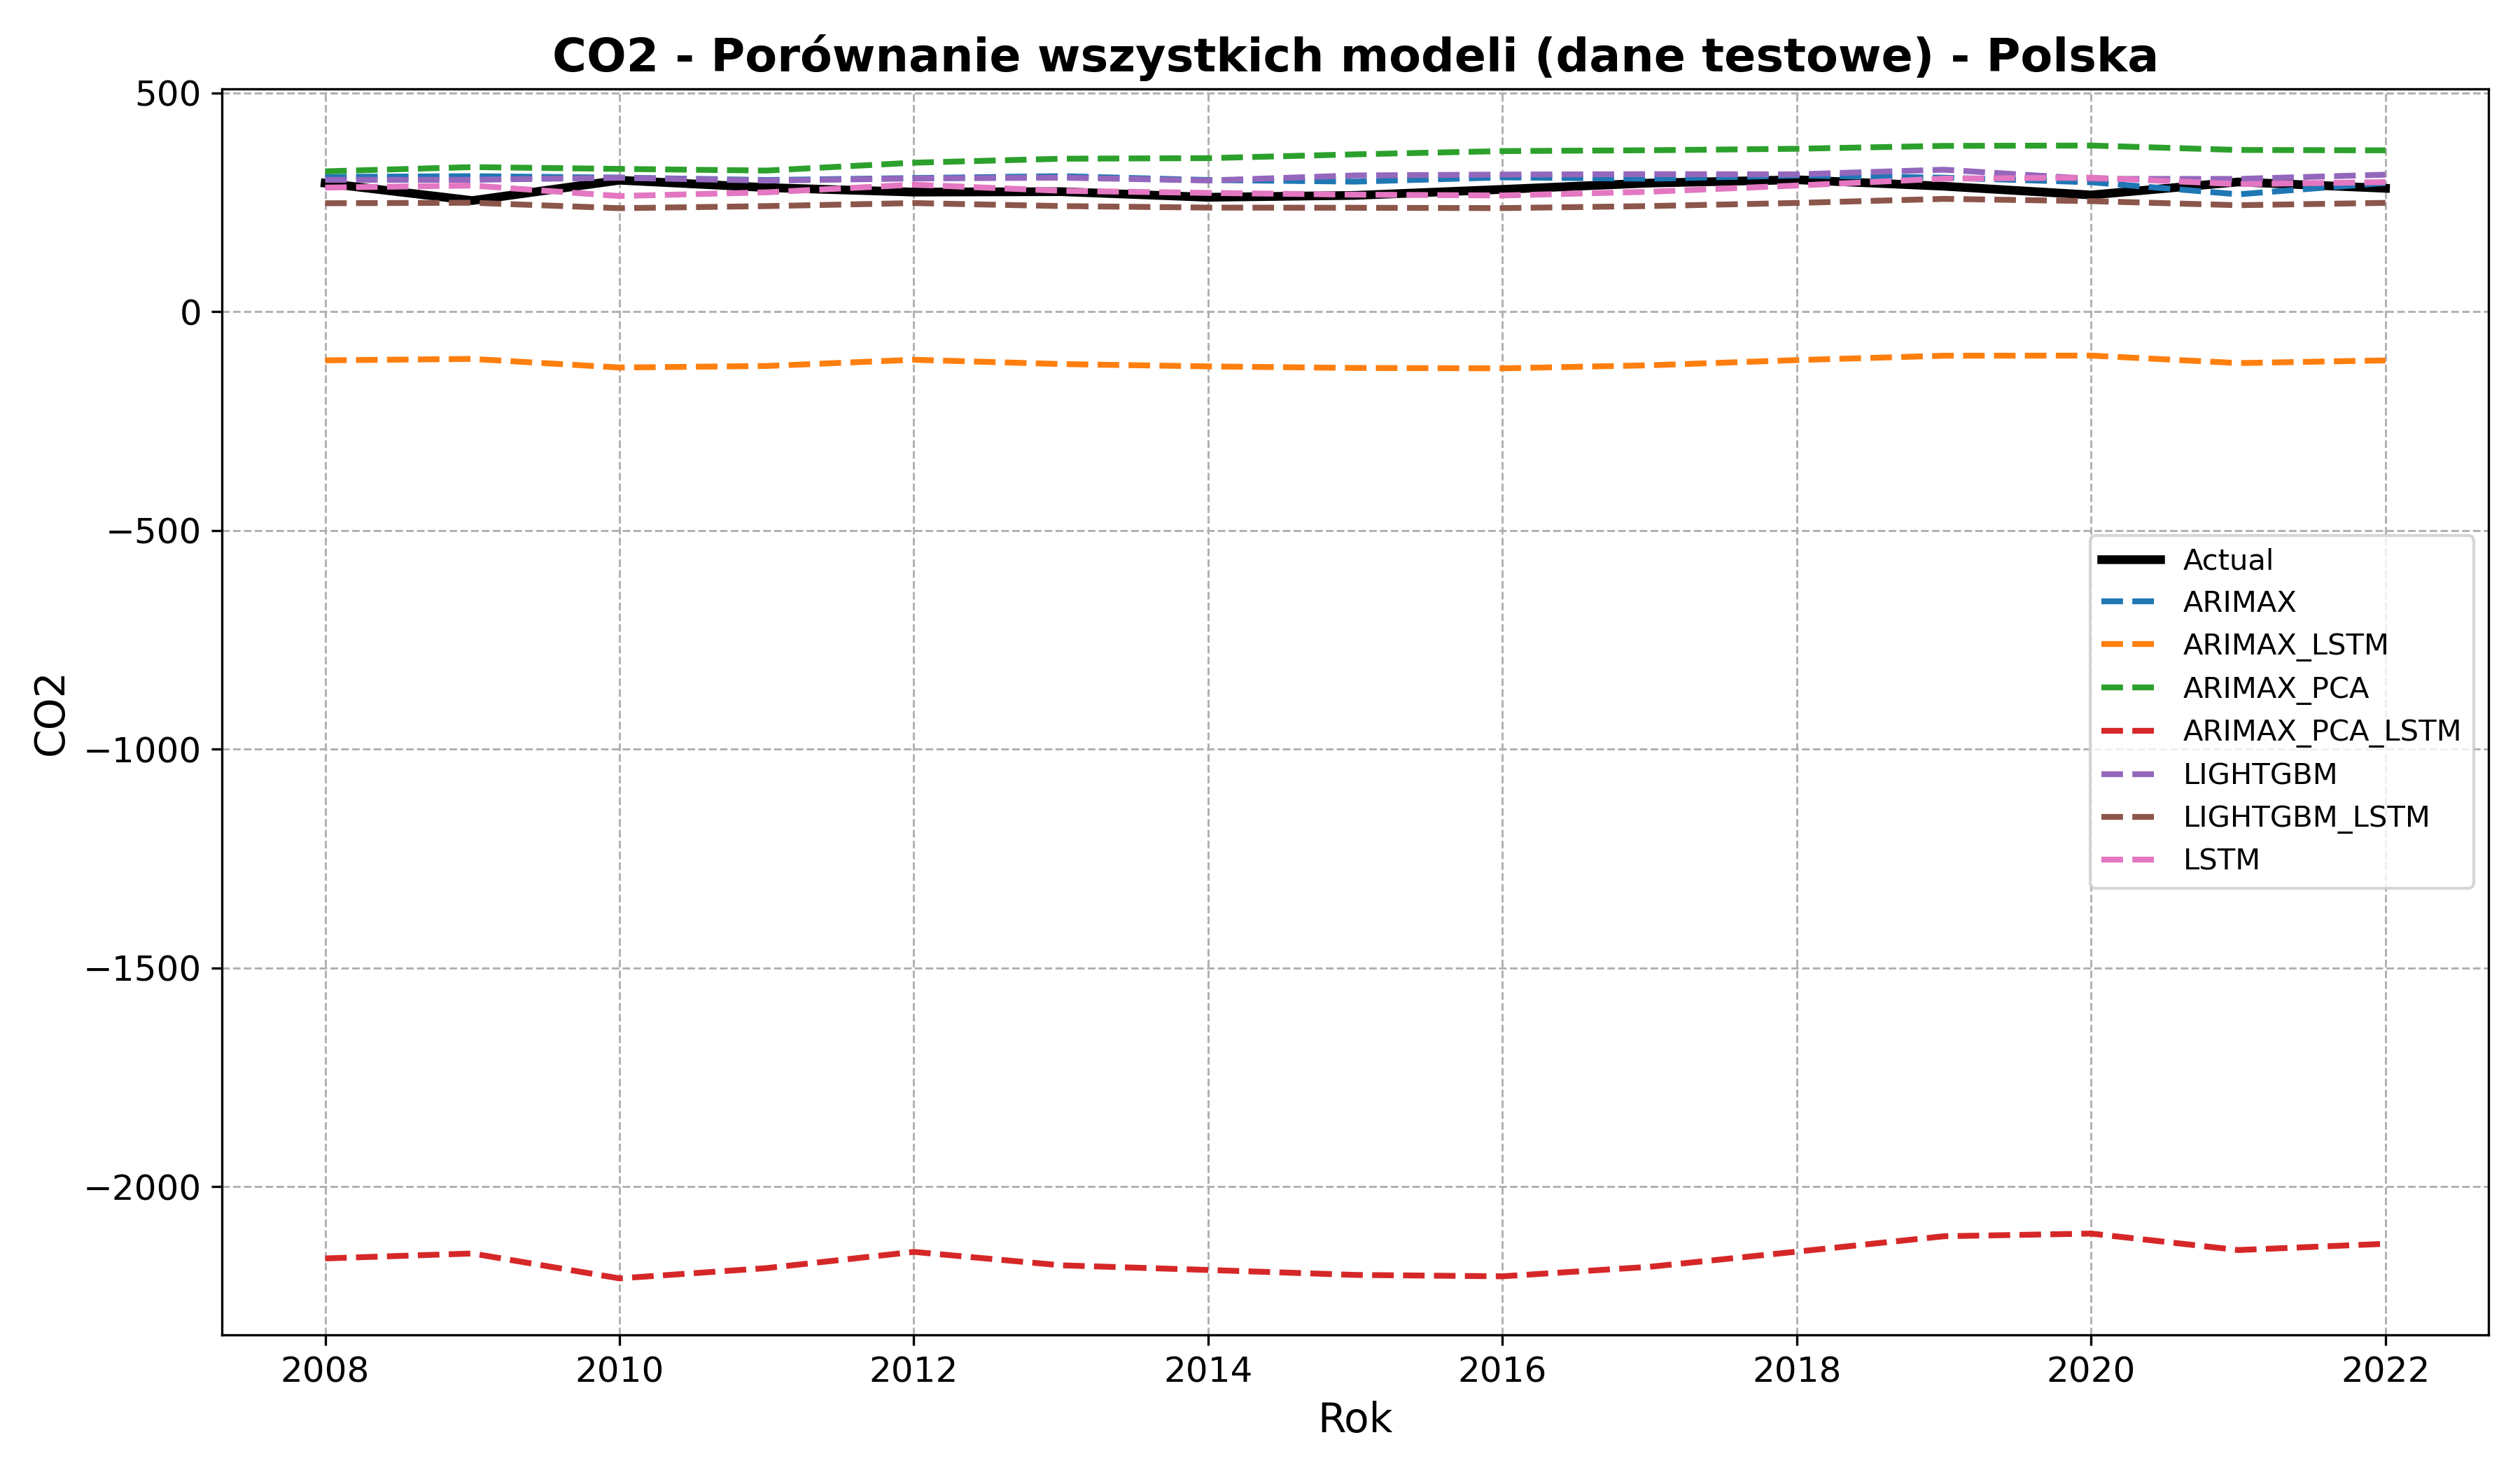 CO2 - Porównanie wszystkich modeli (dane testowe) - Polska
500
0
−500
−1000
−1500
−2000
CO2
Actual
ARIMAX
ARIMAX_LSTM
ARIMAX_PCA
ARIMAX_PCA_LSTM
LIGHTGBM
LIGHTGBM_LSTM
LSTM
2008 2010 2012 2014 2016 2018 2020 2022
Rok